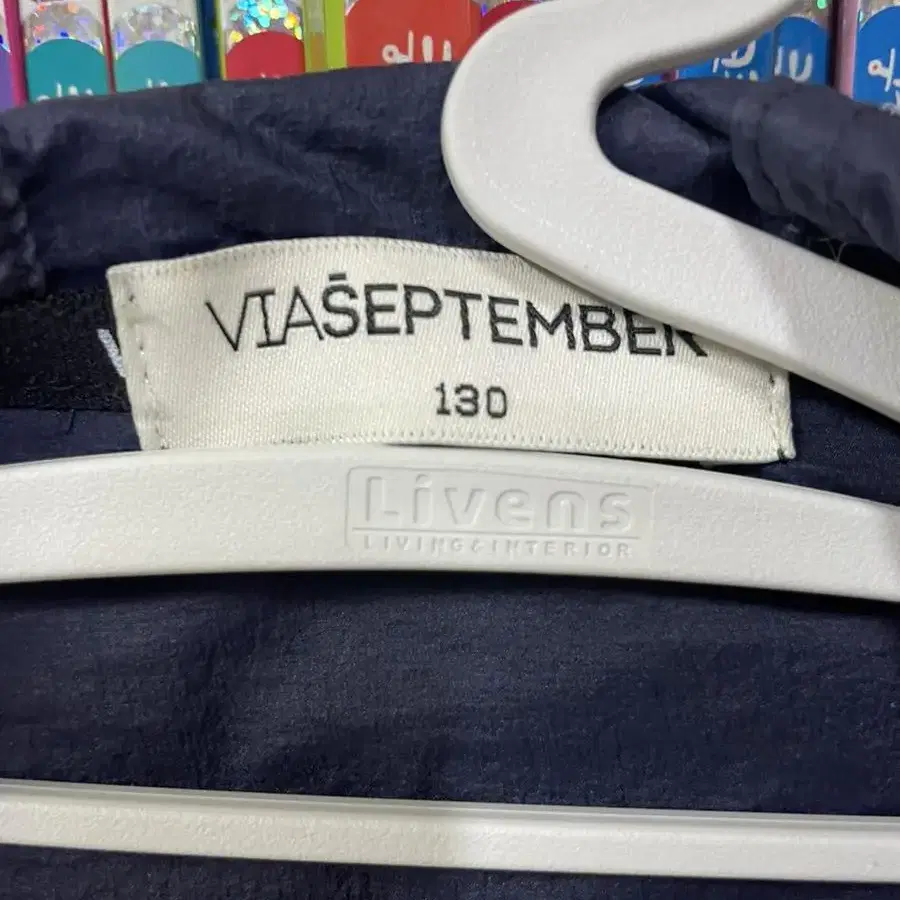 VIAŠEPTEMBER
130
Livens
LIVING & INTERIOR